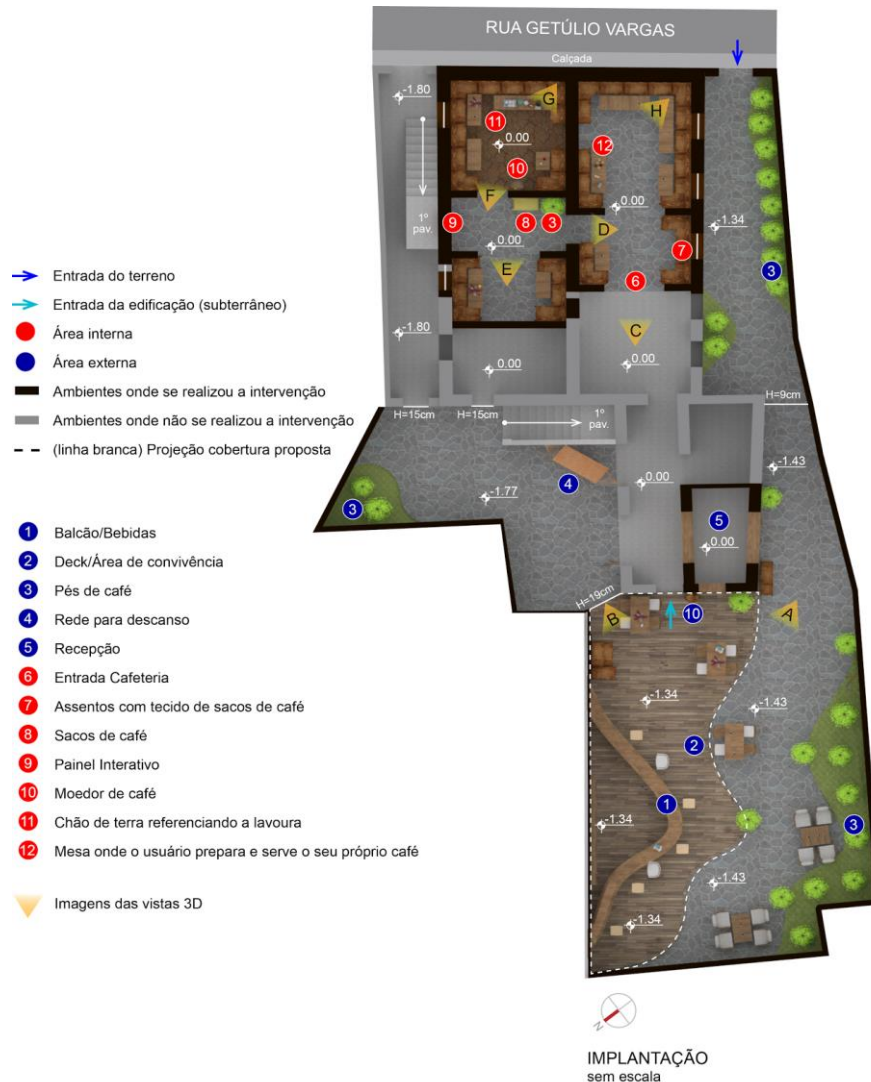 RUA GETÚLIO VARGAS
Calçada
-1.80
G
H
11
12
0.00
10
-1.34
F
1º
pav.
9
8
3
0.00
D
0.00
7
E
6
3
C
-1.80
0.00
0.00
H=15cm
H=15cm
1º
pav.
H=9cm
-1.43
4
-1.77
0.00
3
5
0.00
H=19cm
B
10
A
-1.34
-1.43
2
1
-1.34
3
-1.43
-1.34
Entrada do terreno
Entrada da edificação (subterrâneo)
Área interna
Área externa
Ambientes onde se realizou a intervenção
Ambientes onde não se realizou a intervenção
(linha branca) Projeção cobertura proposta
1 Balcão/Bebidas
2 Deck/Área de convivência
3 Pés de café
4 Rede para descanso
5 Recepção
6 Entrada Cafeteria
7 Assentos com tecido de sacos de café
8 Sacos de café
9 Painel Interativo
10 Moedor de café
11 Chão de terra referenciando a lavoura
12 Mesa onde o usuário prepara e serve o seu próprio café
Imagens das vistas 3D
N
IMPLANTAÇÃO
sem escala